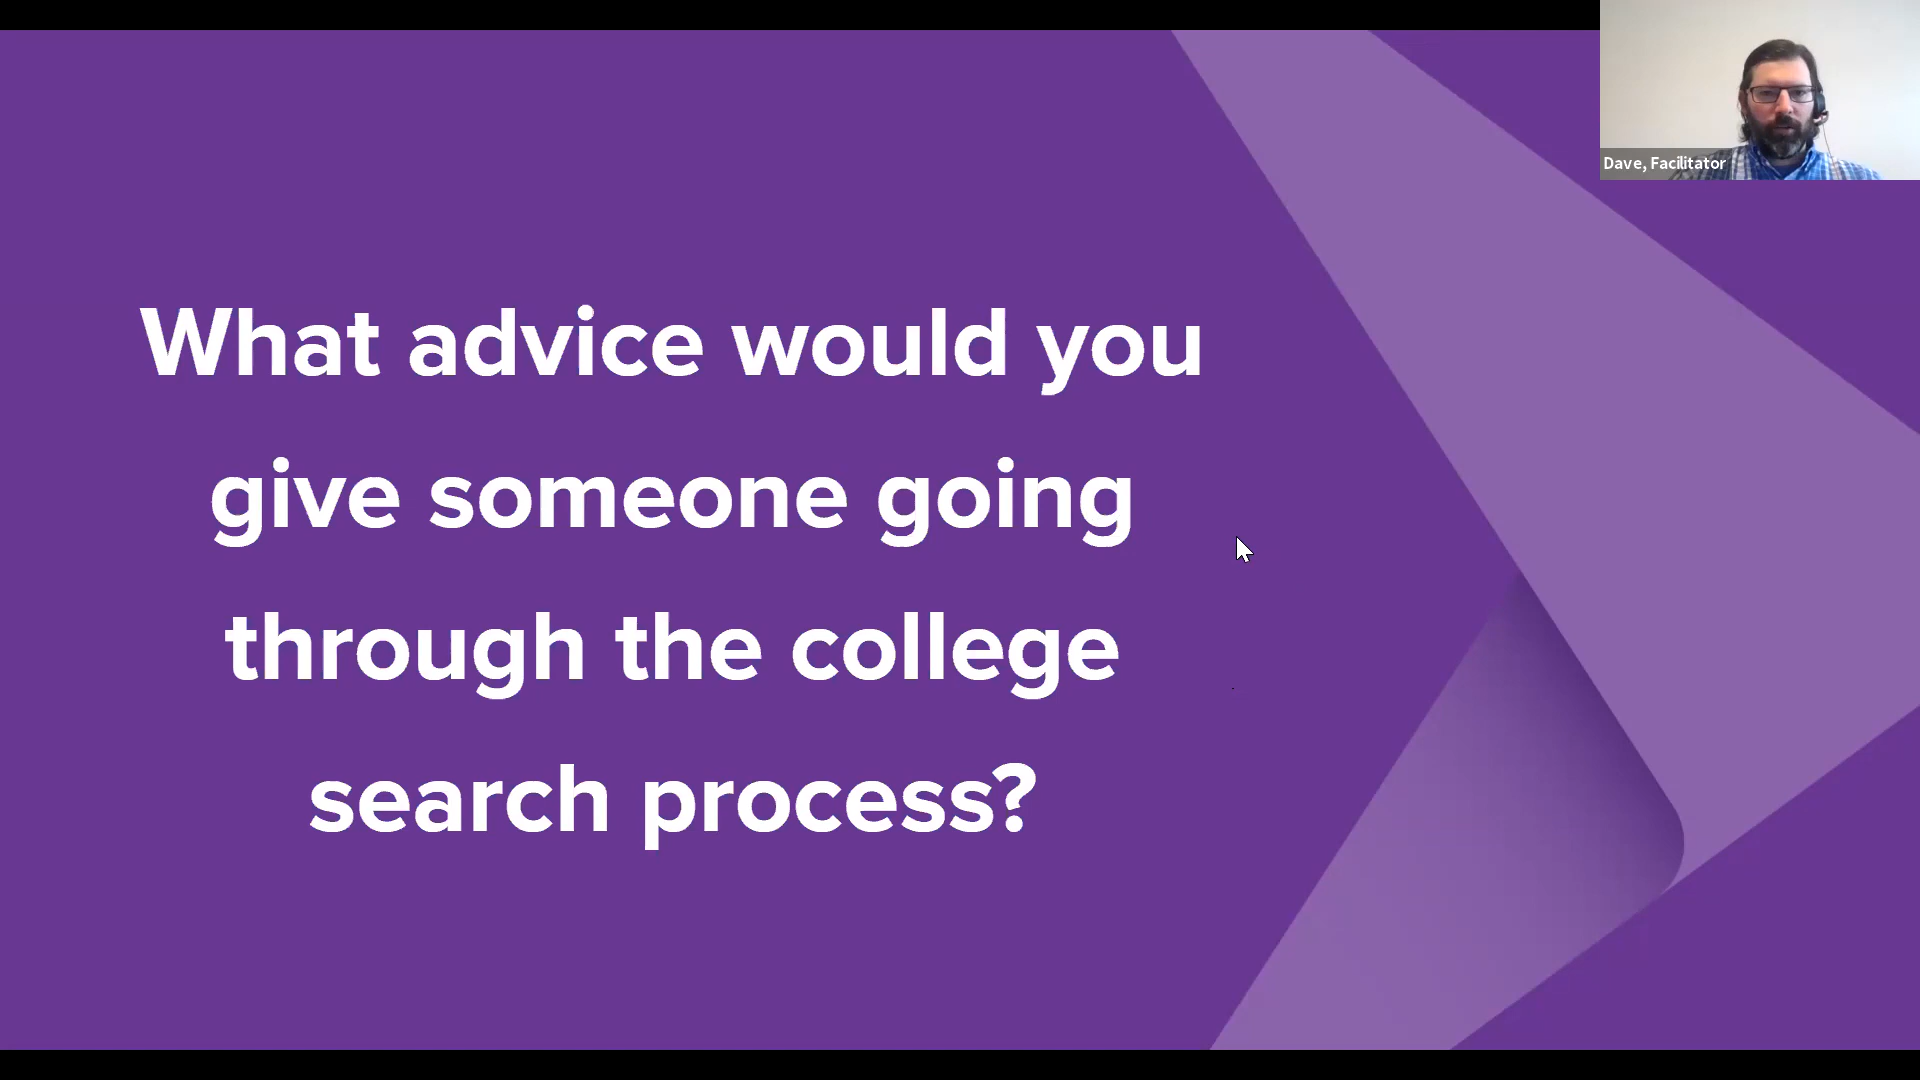 Dave, Facilitator
What advice would you
give someone going
through the college
search process?